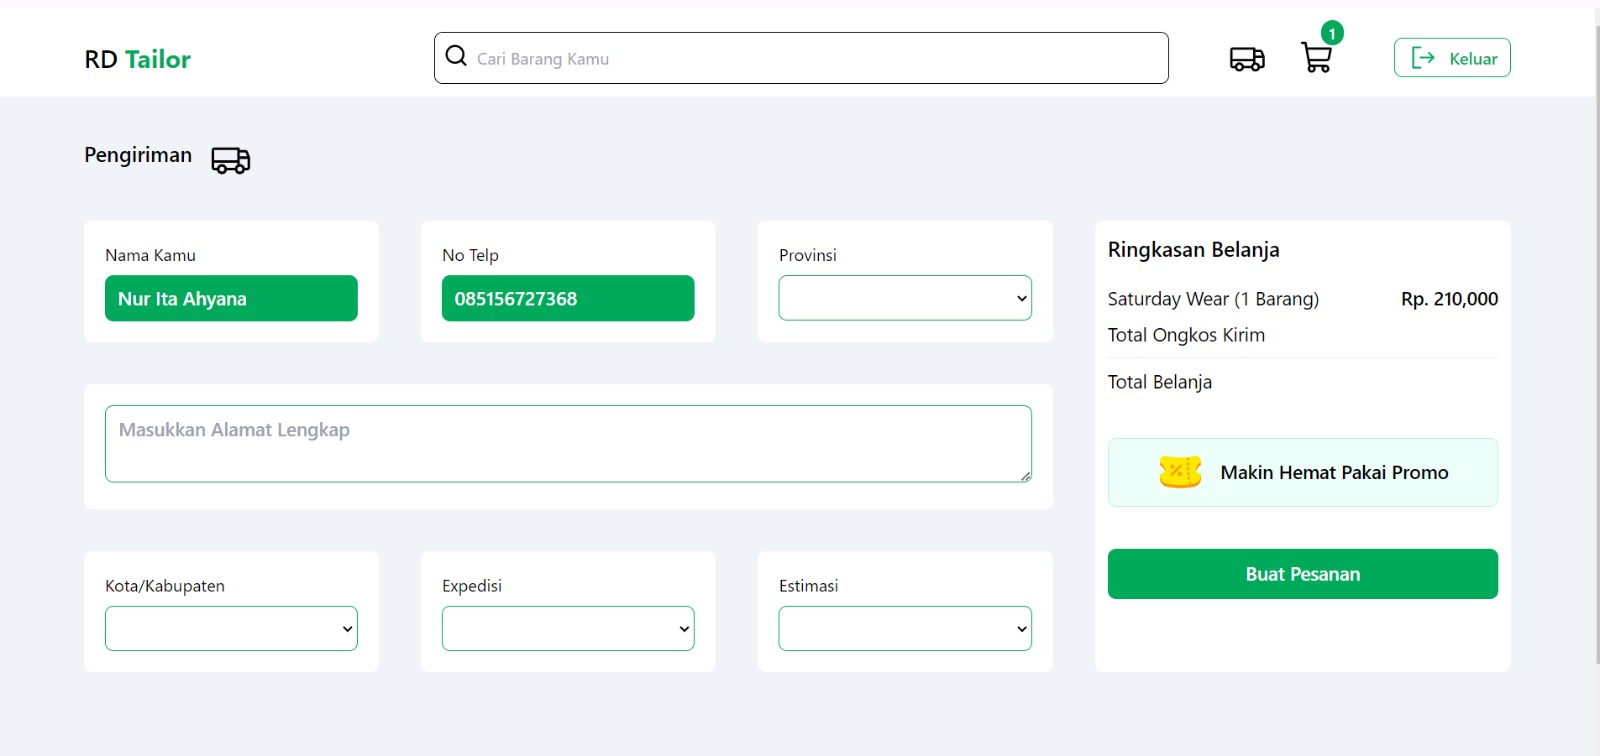 RD Tailor
Cari Barang Kamu
1
Keluar
Pengiriman
Nama Kamu
Nur Ita Ahyana
No Telp
085156727368
Provinsi
Masukkan Alamat Lengkap
Kota/Kabupaten
Expedisi
Estimasi
Ringkasan Belanja
Saturday Wear (1 Barang) Rp. 210,000
Total Ongkos Kirim
Total Belanja
Makin Hemat Pakai Promo
Buat Pesanan